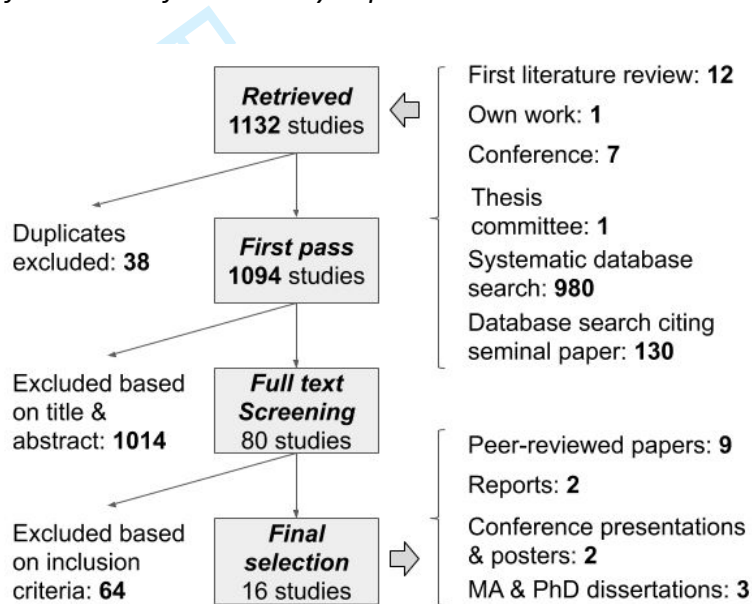 Retrieved
1132 studies
First literature review: 12
Own work: 1
Conference: 7
Thesis
committee: 1
Systematic database
search: 980
Database search citing
seminal paper: 130
Duplicates
excluded: 38
First pass
1094 studies
Excluded based
on title &
abstract: 1014
Full text
Screening
80 studies
Excluded based
on inclusion
criteria: 64
Final
selection
16 studies
Peer-reviewed papers: 9
Reports: 2
Conference presentations
& posters: 2
MA & PhD dissertations: 3